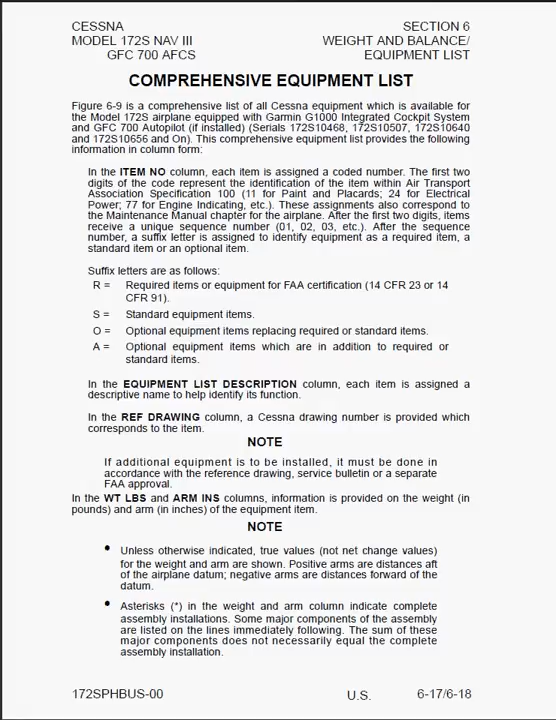 CESSNA
MODEL 172S NAV III
GFC 700 AFCS
SECTION 6
WEIGHT AND BALANCE/
EQUIPMENT LIST
COMPREHENSIVE EQUIPMENT LIST
Figure 6-9 is a comprehensive list of all Cessna equipment which is available for
the Model 172S airplane equipped with Garmin G1000 Integrated Cockpit System
and GFC 700 Autopilot (if installed) (Serials 172S10468, 172S10507, 172S10640
and 172S10656 and On). This comprehensive equipment list provides the following
information in column form:
In the ITEM NO column, each item is assigned a coded number. The first two
digits of the code represent the identification of the item within Air Transport
Association Specification 100 (11 for Paint and Placards; 24 for Electrical
Power; 77 for Engine Indicating, etc.). These assignments also correspond to
the Maintenance Manual chapter for the airplane. After the first two digits, items
receive a unique sequence number (01, 02, 03, etc.). After the sequence
number, a suffix letter is assigned to identify equipment as a required item, a
standard item or an optional item.
Suffix letters are as follows:
R = Required items or equipment for FAA certification (14 CFR 23 or 14
CFR 91).
S = Standard equipment items.
O = Optional equipment items replacing required or standard items.
A = Optional equipment items which are in addition to required or
standard items.
In the EQUIPMENT LIST DESCRIPTION column, each item is assigned a
descriptive name to help identify its function.
In the REF DRAWING column, a Cessna drawing number is provided which
corresponds to the item.
NOTE
If additional equipment is to be installed, it must be done in
accordance with the reference drawing, service bulletin or a separate
FAA approval.
In the WT LBS and ARM INS columns, information is provided on the weight (in
pounds) and arm (in inches) of the equipment item.
NOTE
• Unless otherwise indicated, true values (not net change values)
for the weight and arm are shown. Positive arms are distances aft
of the airplane datum; negative arms are distances forward of the
datum.
• Asterisks (*) in the weight and arm column indicate complete
assembly installations. Some major components of the assembly
are listed on the lines immediately following. The sum of these
major components does not necessarily equal the complete
assembly installation.
172SPHBUS-00
U.S.
6-17/6-18